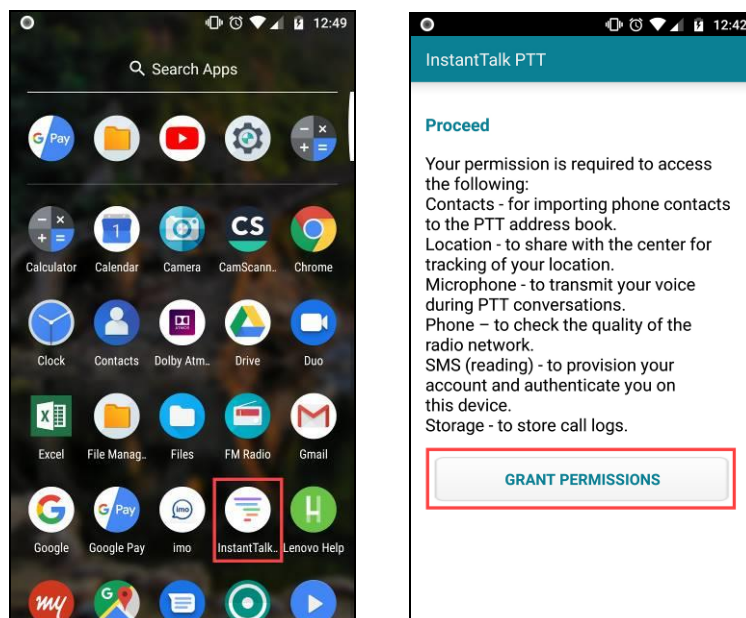 12:49
Search Apps
G Pay
Calculator Calendar Camera CamScann.. Chrome
1
CS
Clock Contacts Dolby Atm.. Drive Duo
Excel File Manag.. Files FM Radio Gmail
G Pay
imo
Google Google Pay imo InstantTalk.. Lenovo Help
my
12:42
InstantTalk PTT
Proceed
Your permission is required to access
the following:
Contacts - for importing phone contacts
to the PTT address book.
Location - to share with the center for
tracking of your location.
Microphone - to transmit your voice
during PTT conversations.
Phone – to check the quality of the
radio network.
SMS (reading) - to provision your
account and authenticate you on
this device.
Storage - to store call logs.
GRANT PERMISSIONS